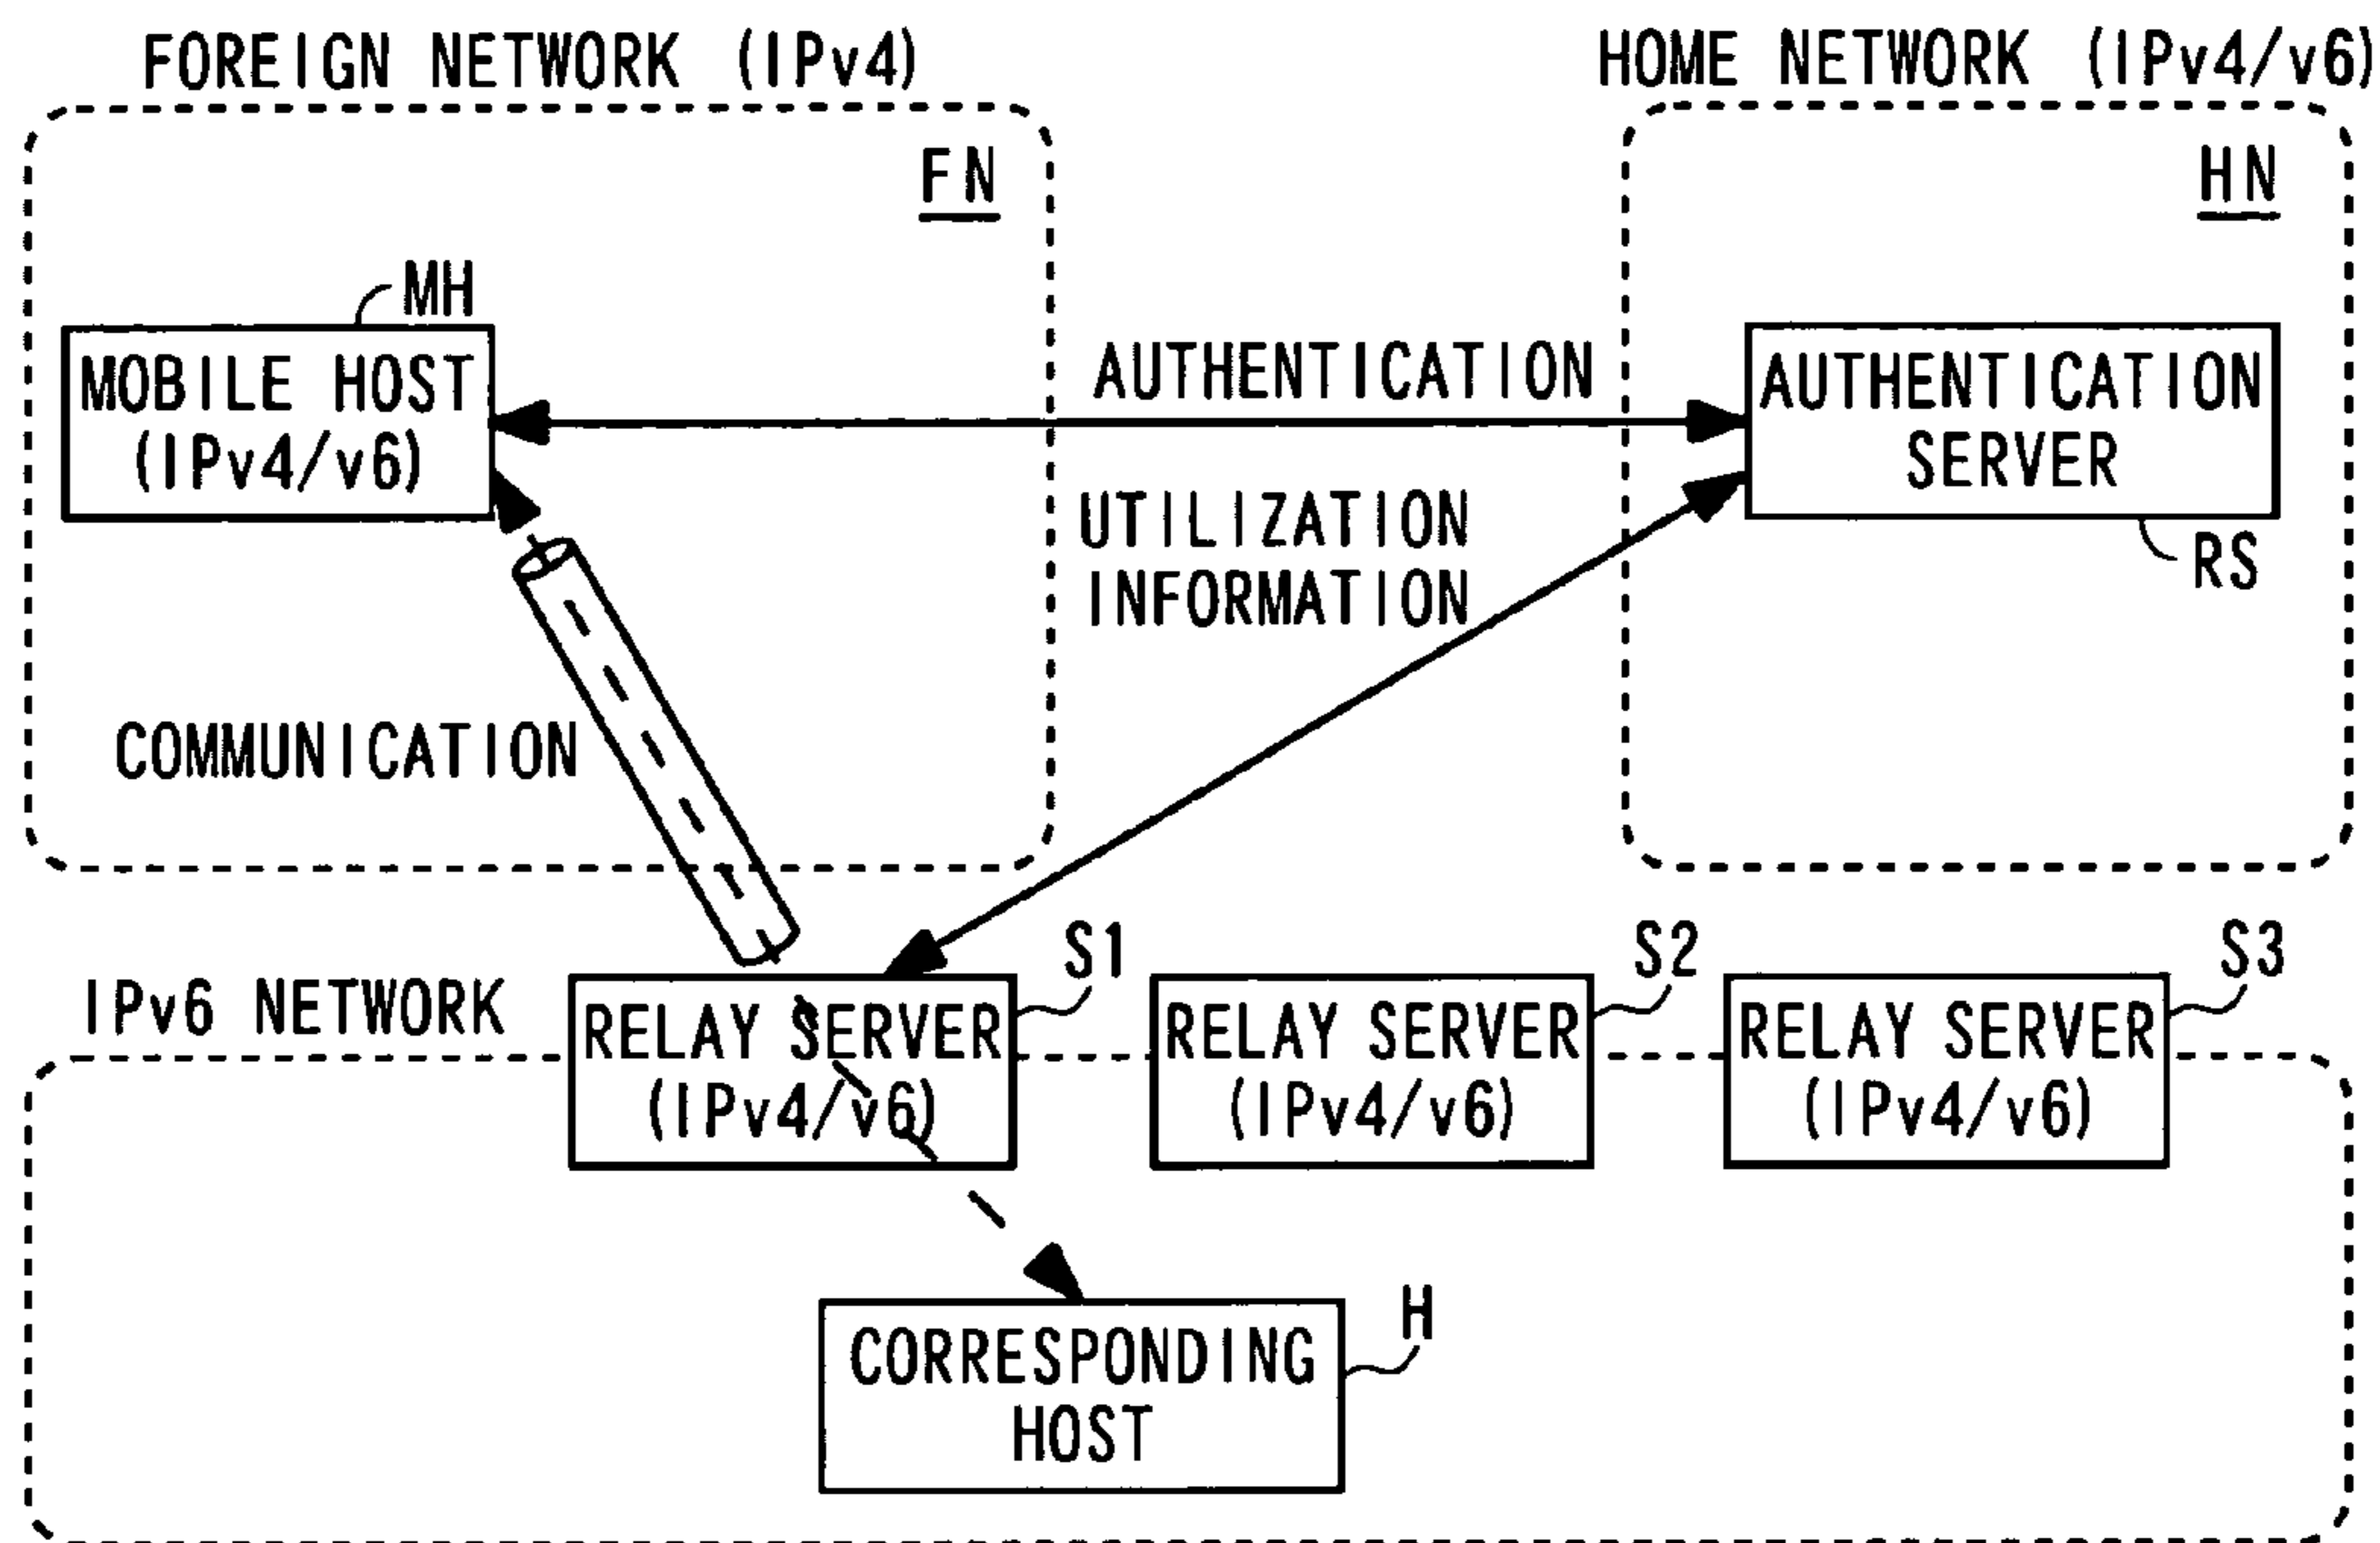 FOREIGN NETWORK (IPv4)
HOME NETWORK (IPv4/v6)
FN
HN
MH
MOBILE HOST
(IPv4/v6)
AUTHENTICATION
AUTHENTICATION
SERVER
RS
UTILIZATION
INFORMATION
COMMUNICATION
IPv6 NETWORK
S1
RELAY SERVER
(IPv4/v6)
S2
RELAY SERVER
(IPv4/v6)
S3
RELAY SERVER
(IPv4/v6)
H
CORRESPONDING
HOST